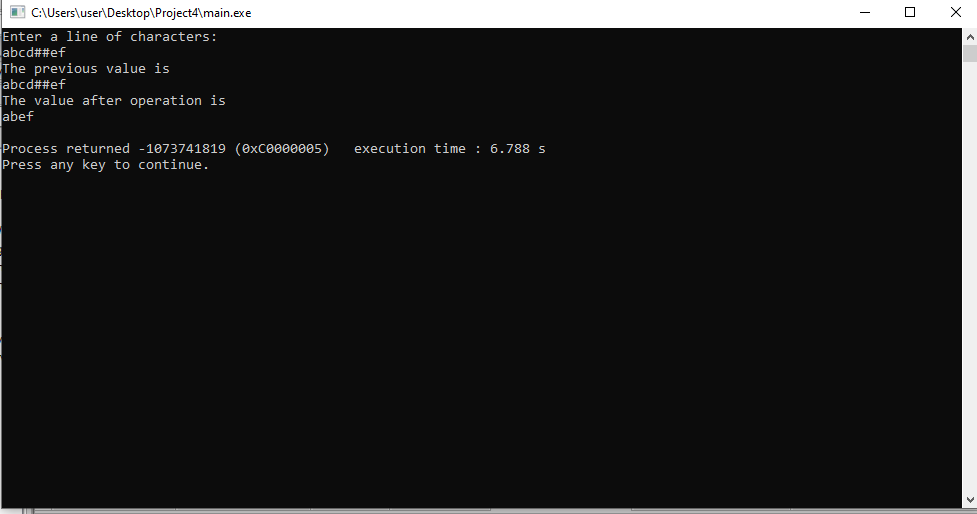 C:\Users\user\Desktop\Project4\main.exe
Enter a line of characters:
abcd##ef
The previous value is
abcd##ef
The value after operation is
abef
Process returned -1073741819 (0xC0000005)   execution time : 6.788 s
Press any key to continue.